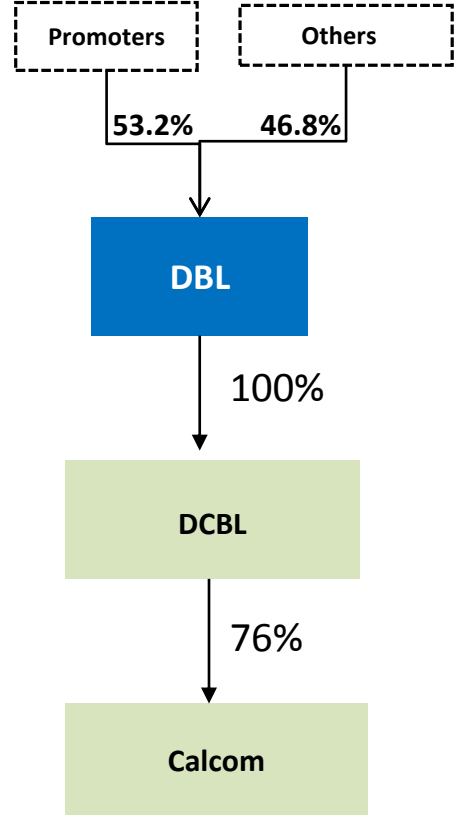 Promoters
Others
53.2%
46.8%
DBL
100%
DCBL
76%
Calcom